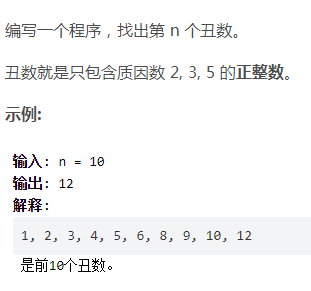 编写一个程序，找出第 n 个丑数。
丑数就是只包含质因数 2, 3, 5 的正整数。
示例:
输入: n = 10
输出: 12
解释:
1, 2, 3, 4, 5, 6, 8, 9, 10, 12
是前10个丑数。